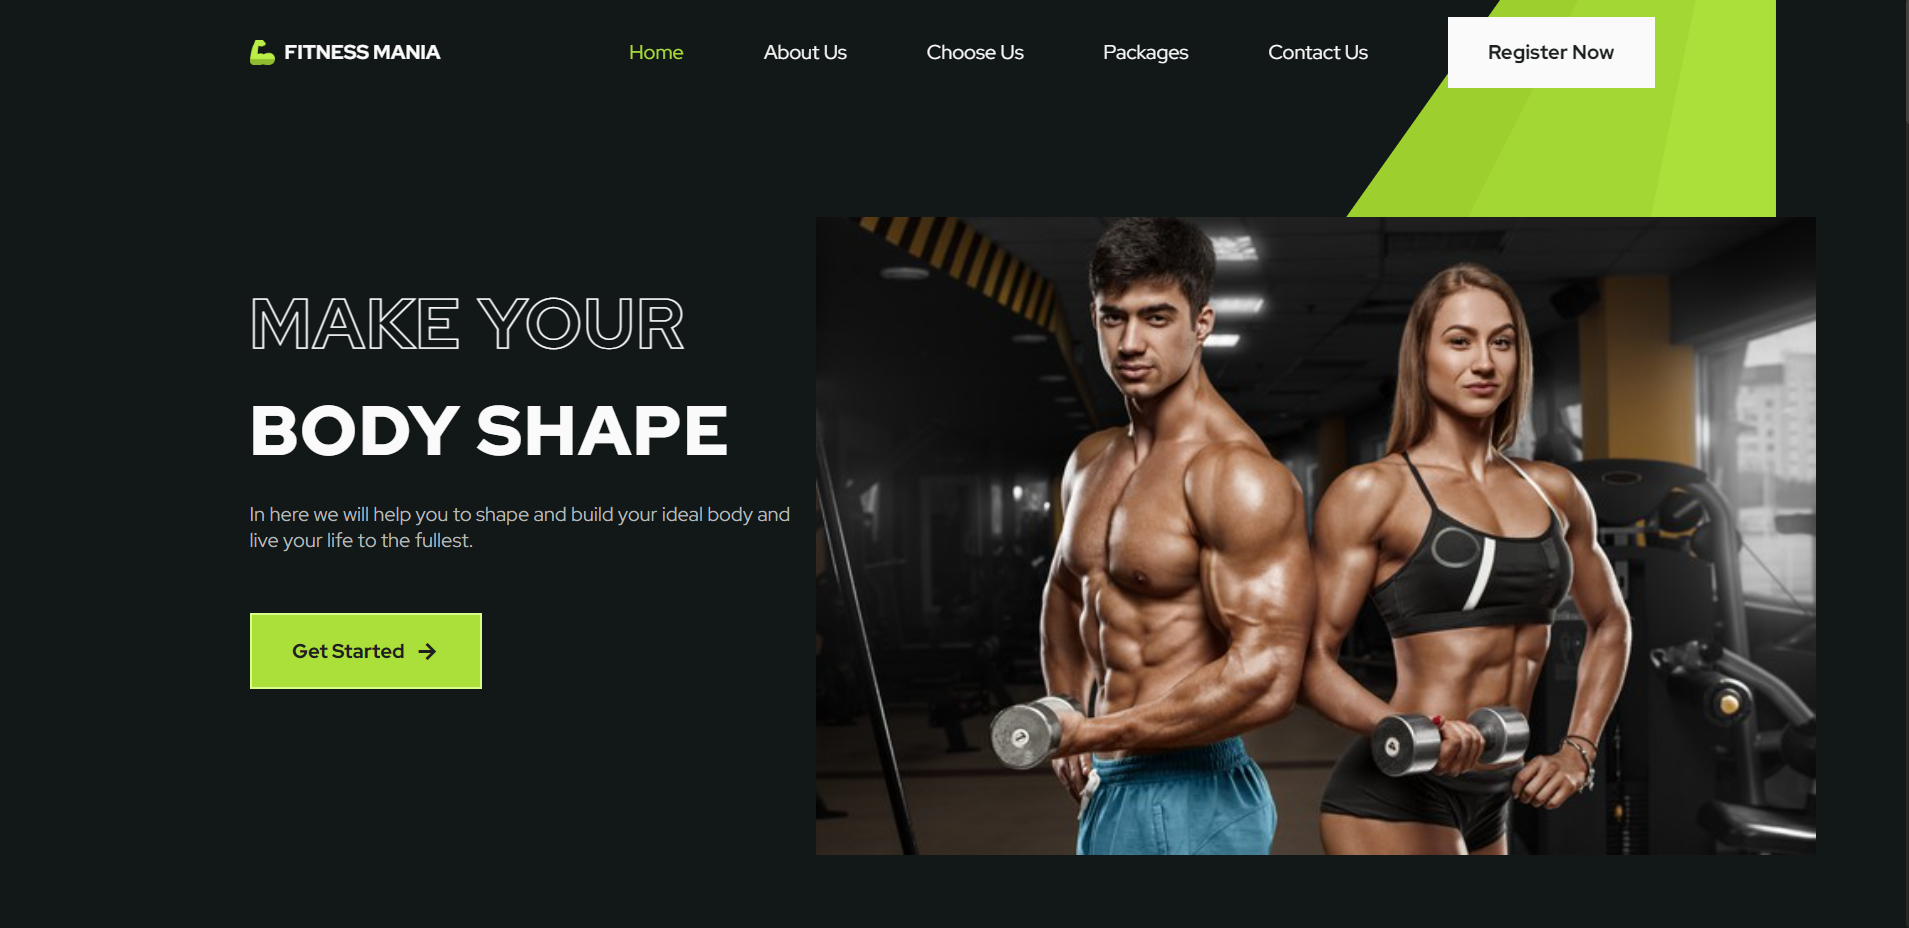 FITNESS MANIA
Home
About Us
Choose Us
Packages
Contact Us
Register Now
MAKE YOUR
BODY SHAPE
In here we will help you to shape and build your ideal body and
live your life to the fullest.
Get Started